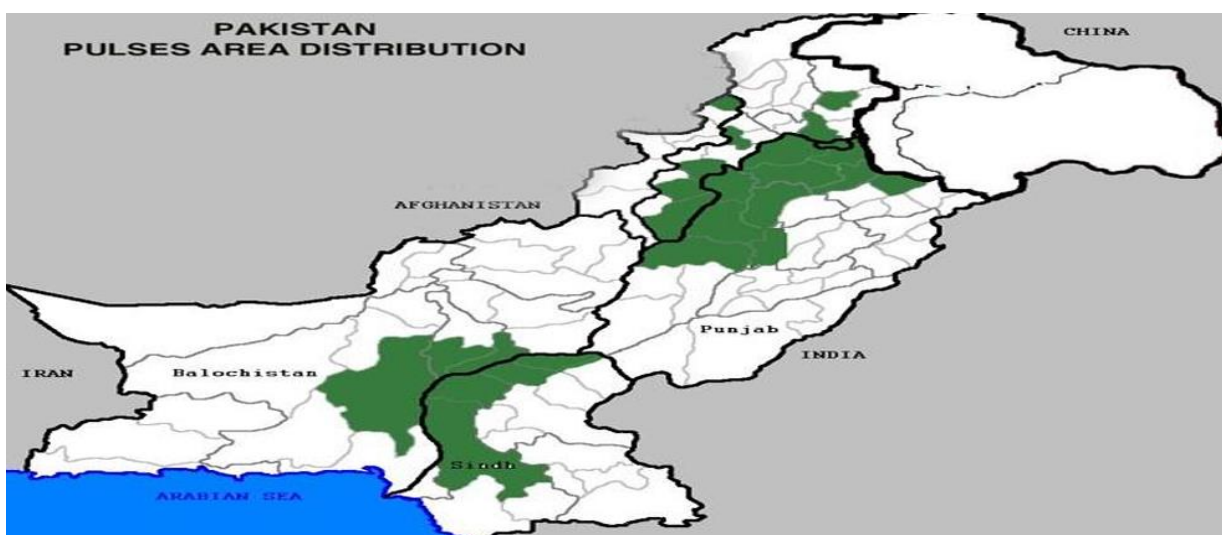 PAKISTAN
PULSES AREA DISTRIBUTION
CHINA
AFGHANISTAN
Punjab
INDIA
IRAN
Balochistan
Sindh
ARABIAN SEA